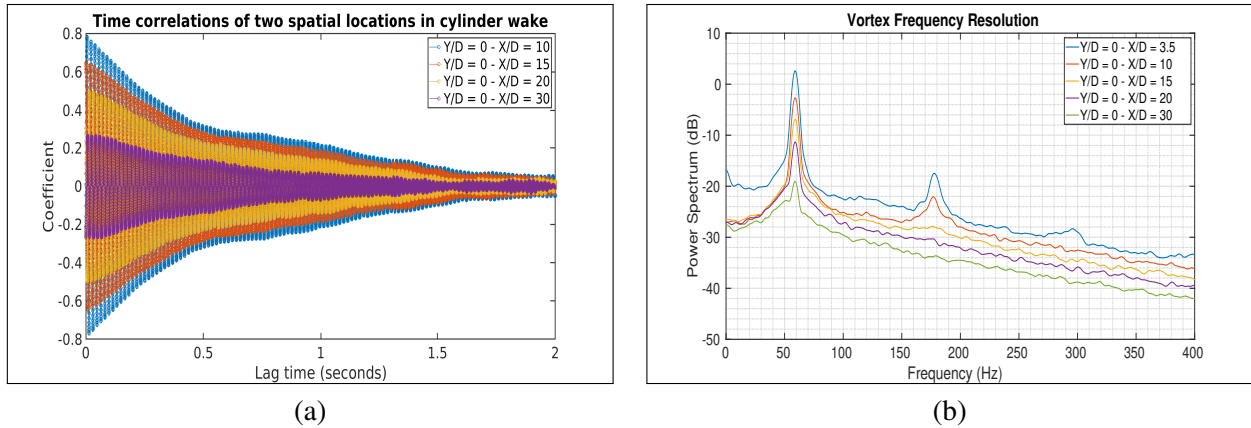 Time correlations of two spatial locations in cylinder wake
Y/D = 0 - X/D = 10
Y/D = 0 - X/D = 15
Y/D = 0 - X/D = 20
Y/D = 0 - X/D = 30
Coefficient
0.8
0.6
0.4
0.2
0
-0.2
-0.4
-0.6
-0.8
0 0.5 1 1.5 2
Lag time (seconds)
(a)
Vortex Frequency Resolution
Y/D = 0 - X/D = 3.5
Y/D = 0 - X/D = 10
Y/D = 0 - X/D = 15
Y/D = 0 - X/D = 20
Y/D = 0 - X/D = 30
Power Spectrum (dB)
10
0
-10
-20
-30
-40
-50
0 50 100 150 200 250 300 350 400
Frequency (Hz)
(b)